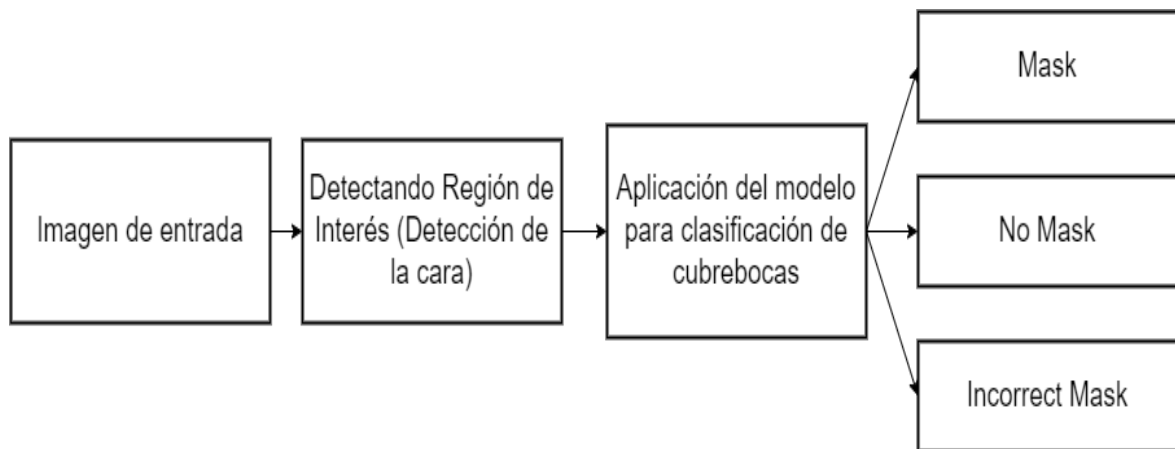 Imagen de entrada
Detectando Región de
Interés (Detección de
la cara)
Aplicación del modelo
para clasificación de
cubrebocas
Mask
No Mask
Incorrect Mask